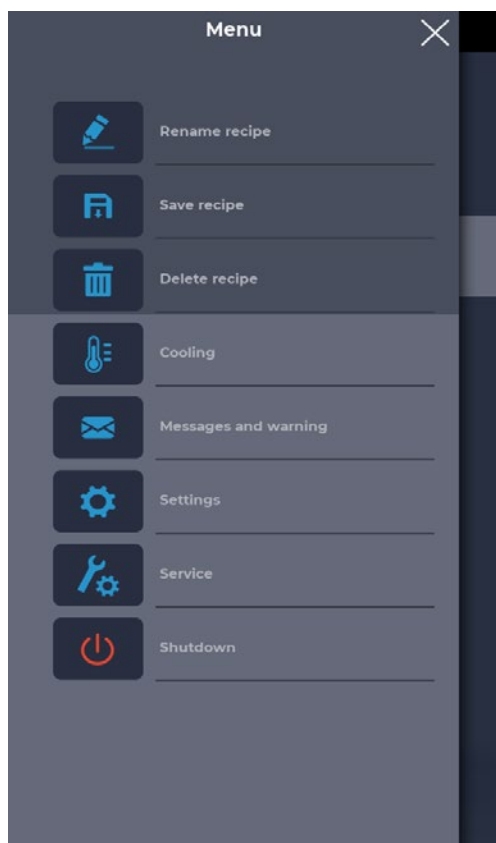 Menu
Rename recipe
Save recipe
Delete recipe
Cooling
Messages and warning
Settings
Service
Shutdown